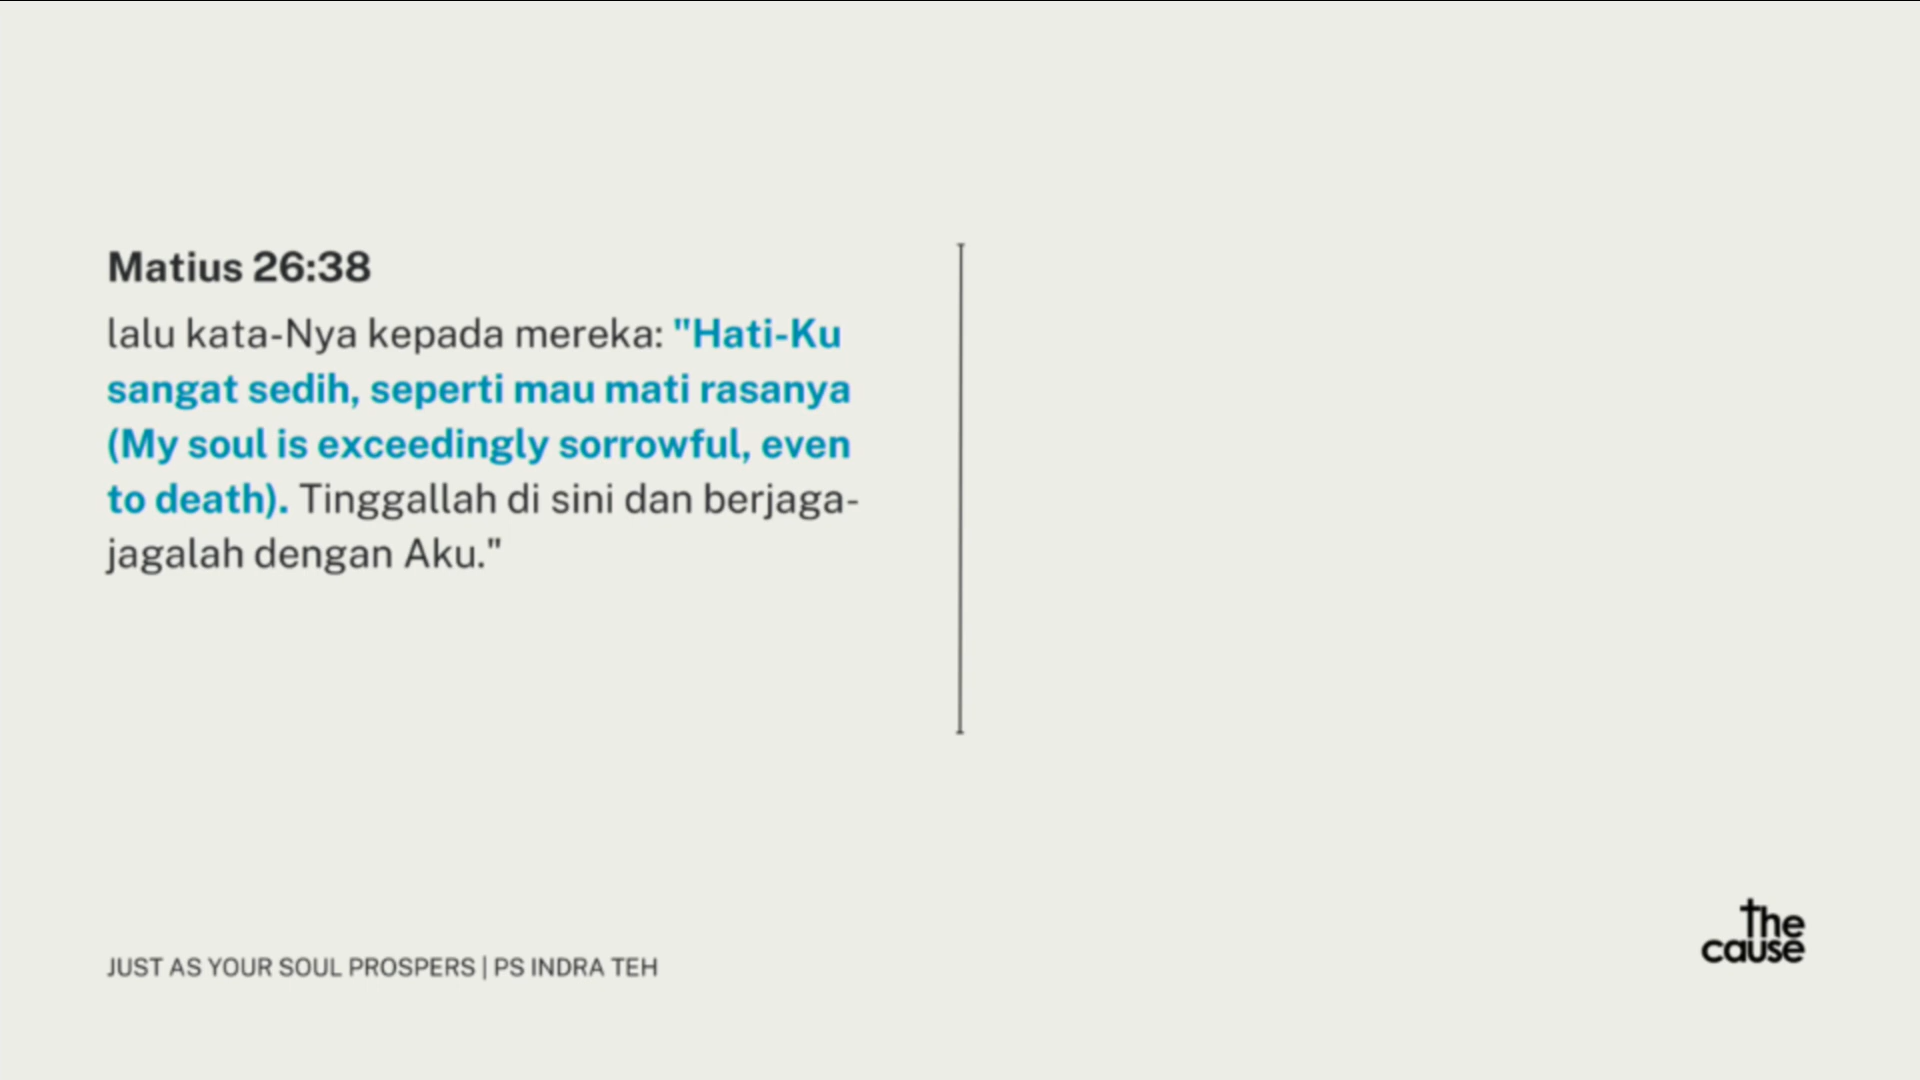 Matius 26:38
lalu kata-Nya kepada mereka: "Hati-Ku
sangat sedih, seperti mau mati rasanya
(My soul is exceedingly sorrowful, even
to death). Tinggallah di sini dan berjaga-
jagalah dengan Aku."
JUST AS YOUR SOUL PROSPERS | PS INDRA TEH
the
cause